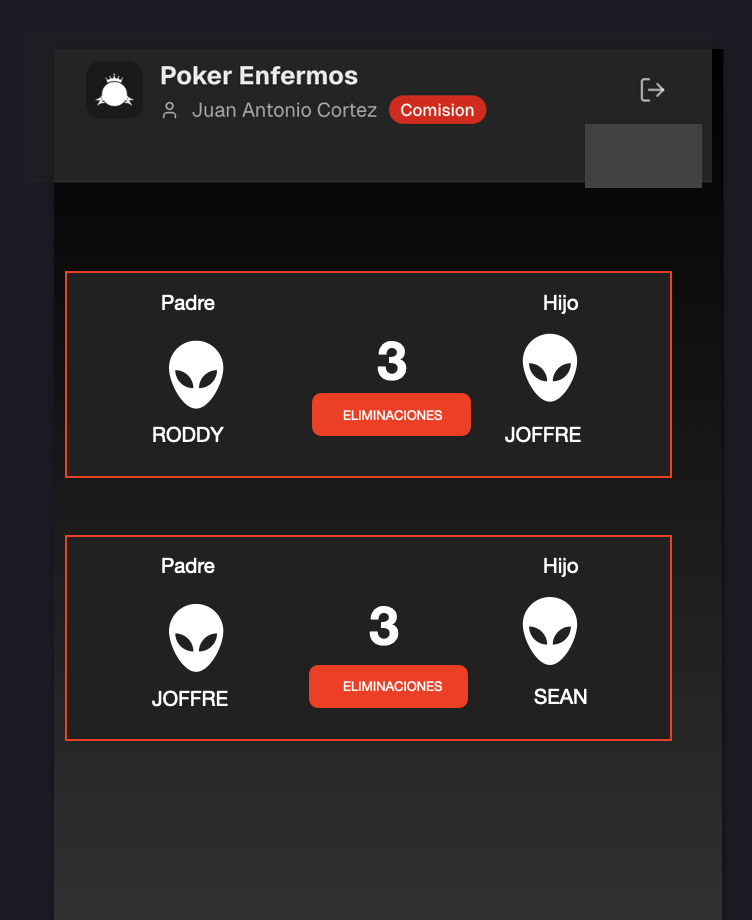 Poker Enfermos
Juan Antonio Cortez Comision
Padre Hijo
3
ELIMINACIONES
RODDY JOFFRE
Padre Hijo
3
ELIMINACIONES
JOFFRE SEAN